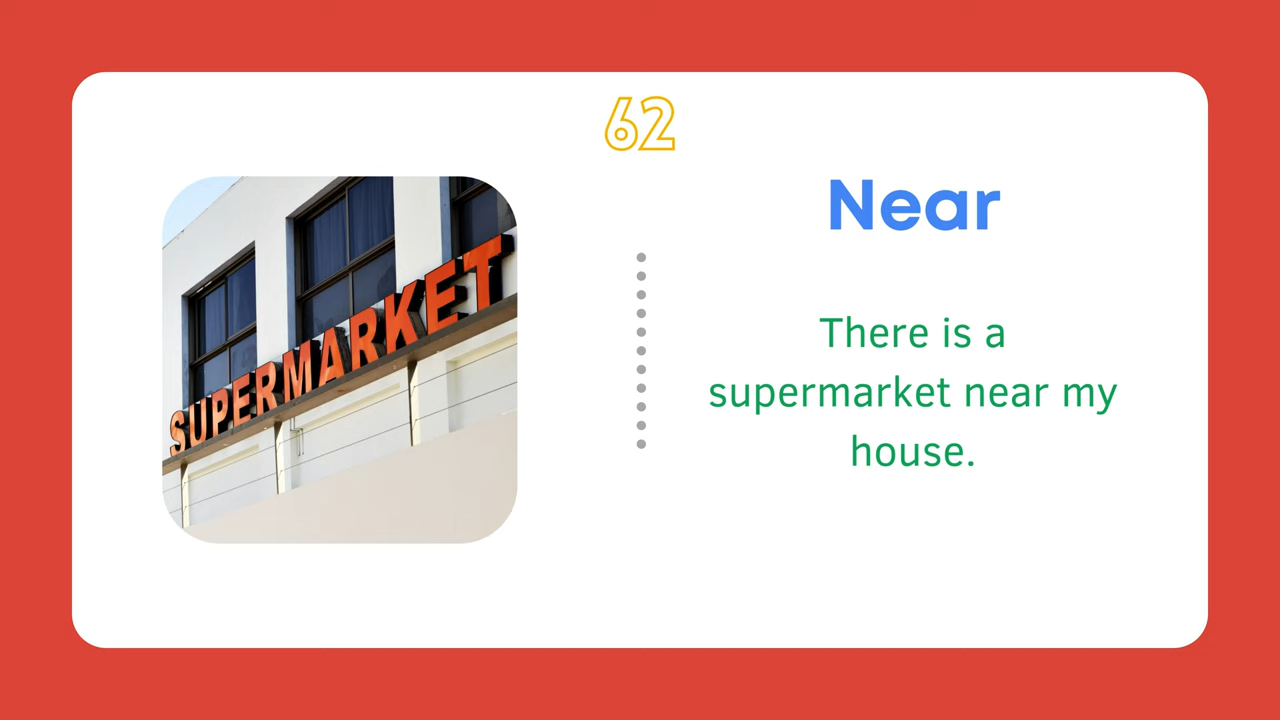 62
SUPERMARKET
Near
There is a
supermarket near my
house.